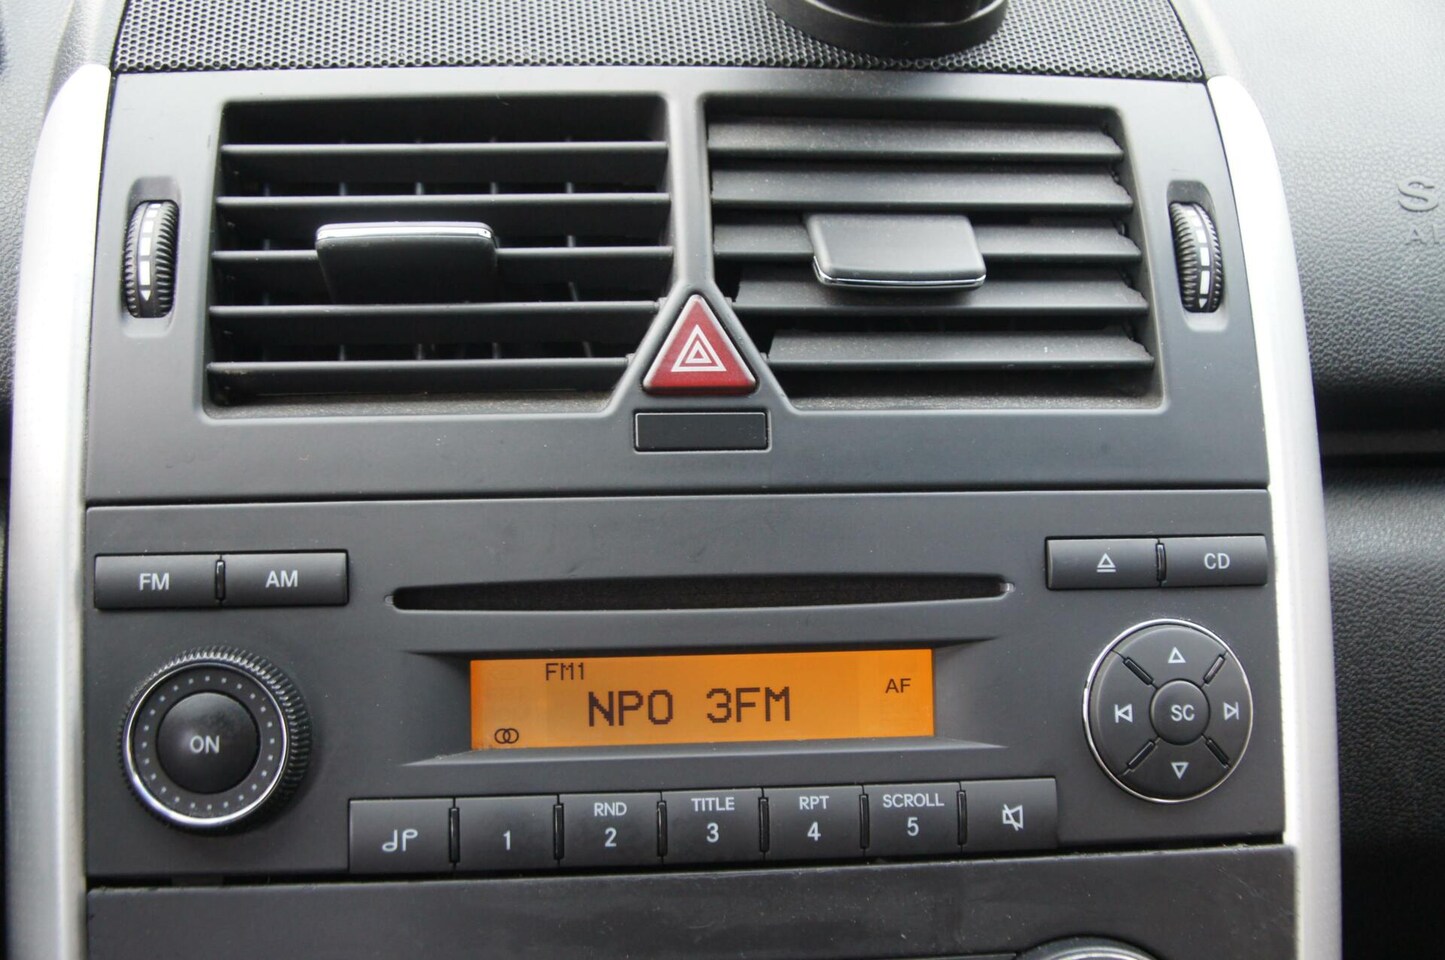 FM
AM
CD
FM1
NPO 3FM
AF
ON
SC
1
RND
2
TITLE
3
RPT
4
SCROLL
5